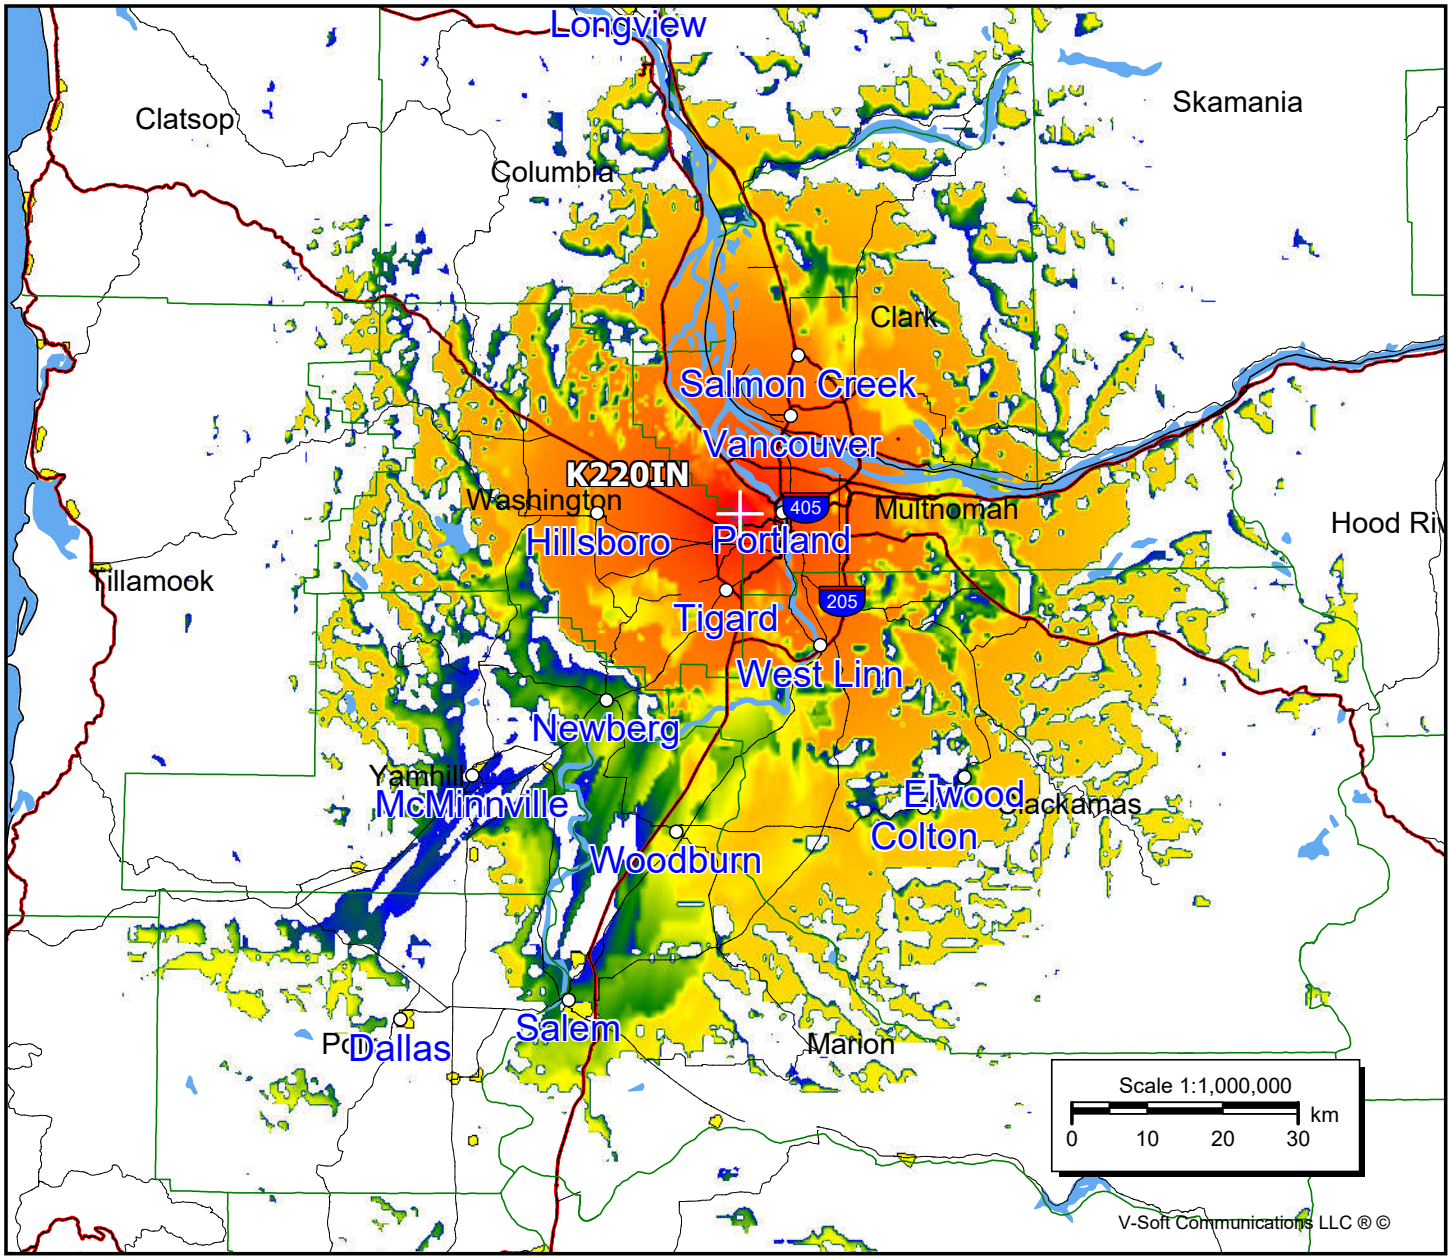 Longview
Skamania
Clatsop
Columbia
Clark
Salmon Creek
Vancouver
K220IN
Washington
405
Multnomah
Hood Riv
Hillsboro
Portland
Tillamook
205
Tigard
West Linn
Newberg
Yamhill
McMinnville
Elwood
Clackamas
Colton
Woodburn
Salem
Marion
Dallas
Scale 1:1,000,000
km
0 10 20 30
V-Soft Communications LLC ® ©